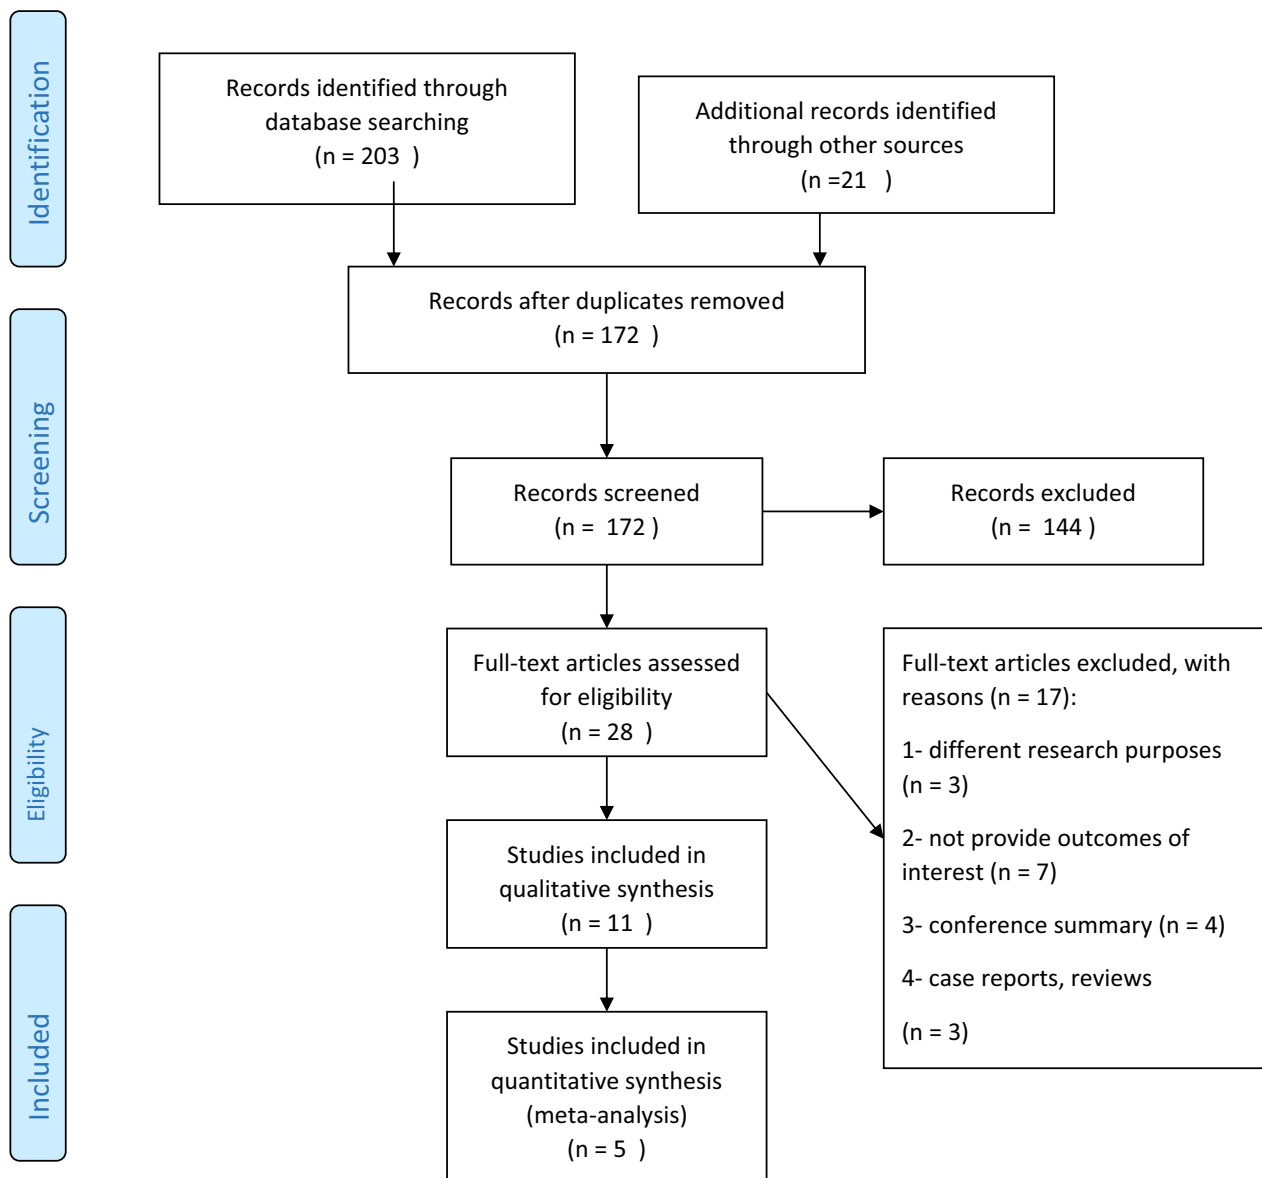 Identification
Records identified through
database searching
(n = 203  )
Additional records identified
through other sources
(n =21  )
Records after duplicates removed
(n = 172  )
Screening
Records screened
(n =  172 )
Records excluded
(n =  144 )
Eligibility
Full-text articles assessed
for eligibility
(n = 28  )
Full-text articles excluded, with
reasons (n = 17):
1- different research purposes
(n = 3)
2- not provide outcomes of
interest (n = 7)
3- conference summary (n = 4)
4- case reports, reviews
(n = 3)
Studies included in
qualitative synthesis
(n = 11  )
Included
Studies included in
quantitative synthesis
(meta-analysis)
(n = 5  )